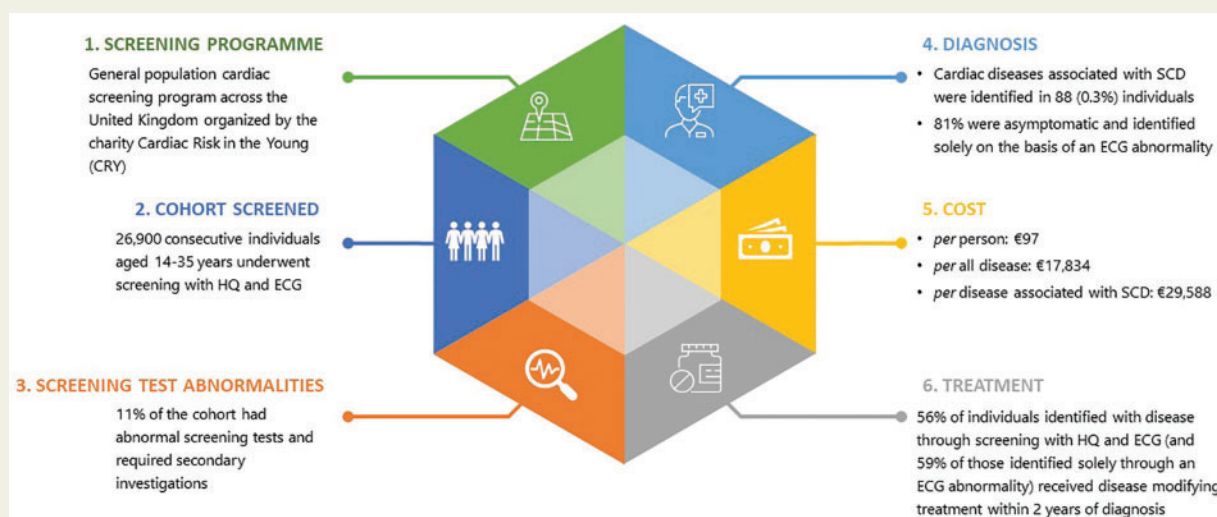 1. SCREENING PROGRAMME
General population cardiac
screening program across the
United Kingdom organized by the
charity Cardiac Risk in the Young
(CRY)
2. COHORT SCREENED
26,900 consecutive individuals
aged 14-35 years underwent
screening with HQ and ECG
3. SCREENING TEST ABNORMALITIES
11% of the cohort had
abnormal screening tests and
required secondary
investigations
4. DIAGNOSIS
• Cardiac diseases associated with SCD
were identified in 88 (0.3%) individuals
• 81% were asymptomatic and identified
solely on the basis of an ECG abnormality
5. COST
• per person: €97
• per all disease: €17,834
• per disease associated with SCD: €29,588
6. TREATMENT
56% of individuals identified with disease
through screening with HQ and ECG (and
59% of those identified solely through an
ECG abnormality) received disease modifying
treatment within 2 years of diagnosis